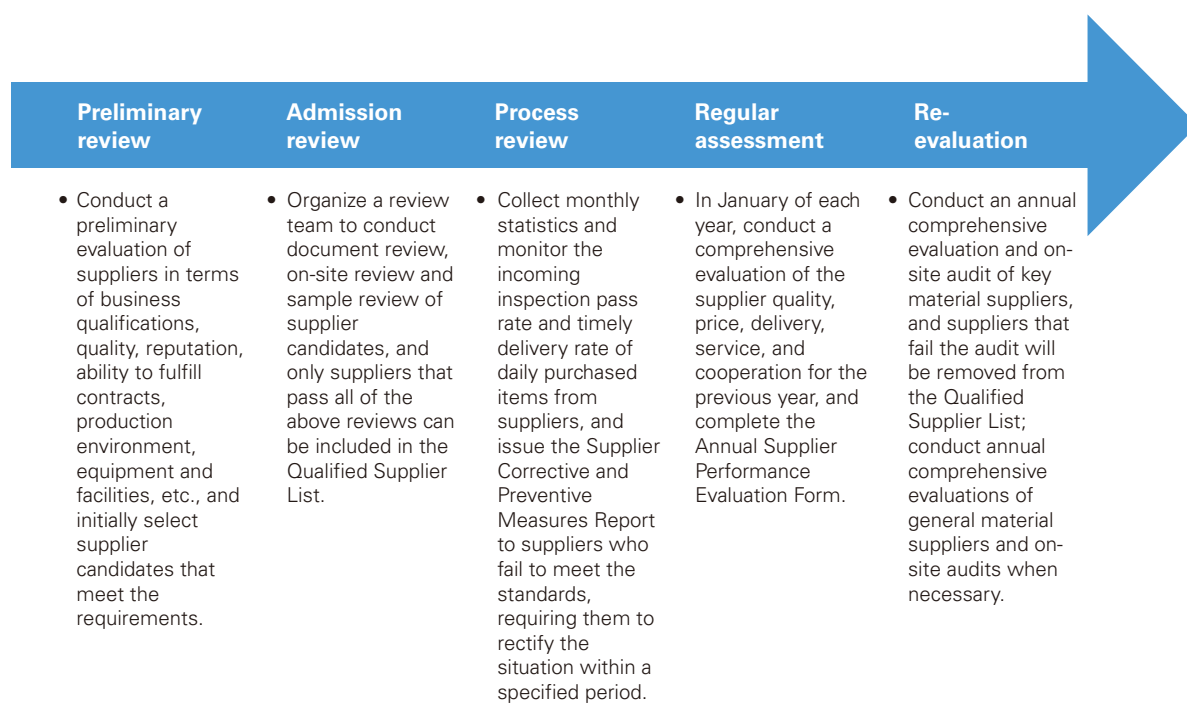 Preliminary
review
Admission
review
Process
review
Regular
assessment
Re-
evaluation
• Conduct a
preliminary
evaluation of
suppliers in terms
of business
qualifications,
quality, reputation,
ability to fulfill
contracts,
production
environment,
equipment and
facilities, etc., and
initially select
supplier
candidates that
meet the
requirements.
• Organize a review
team to conduct
document review,
on-site review and
sample review of
supplier
candidates, and
only suppliers that
pass all of the
above reviews can
be included in the
Qualified Supplier
List.
• Collect monthly
statistics and
monitor the
incoming
inspection pass
rate and timely
delivery rate of
daily purchased
items from
suppliers, and
issue the Supplier
Corrective and
Preventive
Measures Report
to suppliers who
fail to meet the
standards,
requiring them to
rectify the
situation within a
specified period.
• In January of each
year, conduct a
comprehensive
evaluation of the
supplier quality,
price, delivery,
service, and
cooperation for the
previous year, and
complete the
Annual Supplier
Performance
Evaluation Form.
• Conduct an annual
comprehensive
evaluation and on-
site audit of key
material suppliers,
and suppliers that
fail the audit will
be removed from
the Qualified
Supplier List;
conduct annual
comprehensive
evaluations of
general material
suppliers and on-
site audits when
necessary.